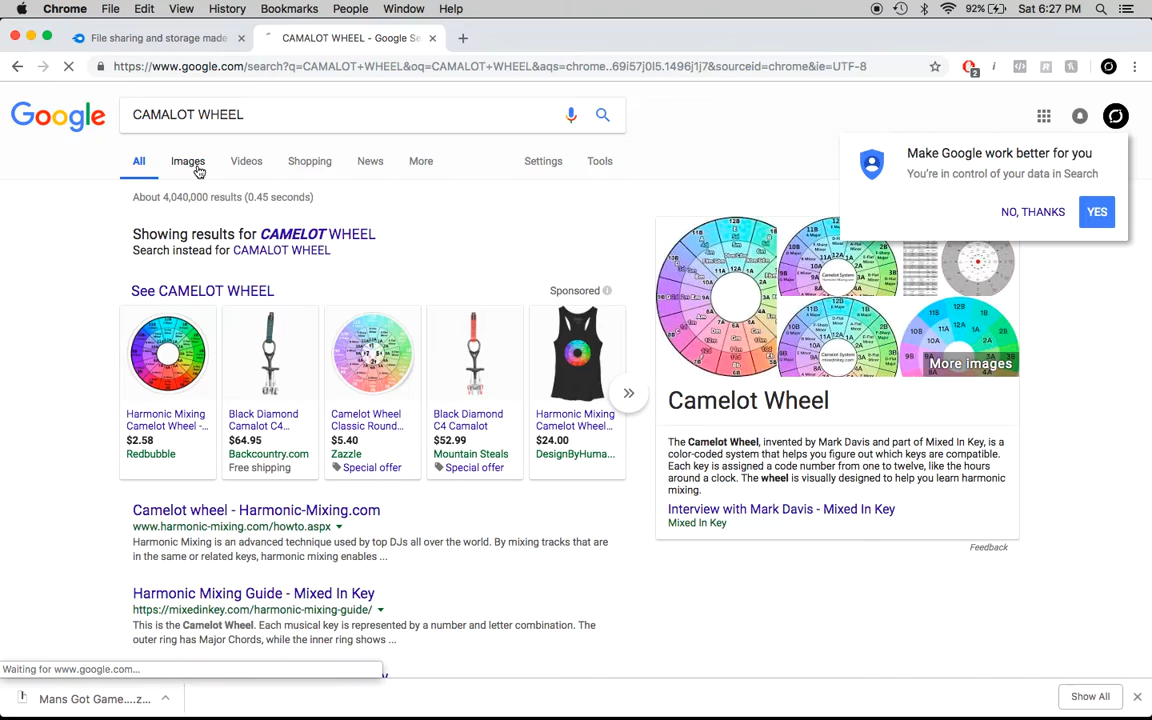 Chrome File Edit View History Bookmarks People Window Help 92% Sat 6:27 PM
File sharing and storage made
CAMALOT WHEEL - Google Se
https://www.google.com/search?q=CAMALOT+WHEEL&oq=CAMALOT+WHEEL&aqs=chrome..69i57j0l5.1496j1j7&sourceid=chrome&ie=UTF-8
2
Google
CAMALOT WHEEL
All Images Videos Shopping News More Settings Tools
Make Google work better for you
You're in control of your data in Search
NO, THANKS YES
About 4,040,000 results (0.45 seconds)
Showing results for CAMELOT WHEEL
Search instead for CAMALOT WHEEL
See CAMALOT WHEEL
Sponsored
Harmonic Mixing
Camelot Wheel -...
$2.58
Redbubble
Black Diamond
Camalot C4...
$64.95
Backcountry.com
Free shipping
Camelot Wheel
Classic Round...
$5.40
Zazzle
Special offer
Black Diamond
C4 Camalot
$52.99
Mountain Steals
Special offer
Harmonic Mixing
Camelot Wheel...
$24.00
DesignByHuma...
Camelot wheel - Harmonic-Mixing.com
www.harmonic-mixing.com/howto.aspx
Harmonic Mixing is an advanced technique used by top DJs all over the world. By mixing tracks that are
in the same or related keys, harmonic mixing enables ...
Harmonic Mixing Guide - Mixed In Key
https://mixedinkey.com/harmonic-mixing-guide/
This is the Camelot Wheel. Each musical key is represented by a number and letter combination. The
outer ring has Major Chords, while the inner ring shows ...
More images
Camelot Wheel
The Camelot Wheel, invented by Mark Davis and part of Mixed In Key, is a
color-coded system that helps you figure out which keys are compatible.
Each key is assigned a code number from one to twelve, like the hours
around a clock. The wheel is visually designed to help you learn harmonic
mixing.
Interview with Mark Davis - Mixed In Key
Mixed In Key
Feedback
Waiting for www.google.com...
Mans Got Game....z...
Show All